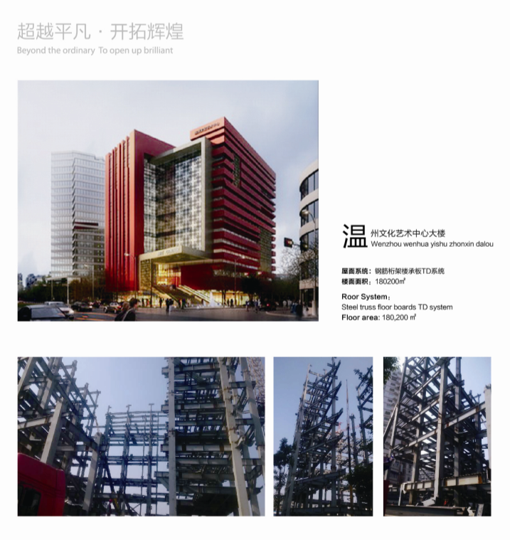 超越平凡 · 开拓辉煌
Beyond the ordinary To open up brilliant
温州文化艺术中心大楼
Wenzhou wenhua yishu zhonxin dalou
屋面系统：钢筋桁架楼承板TD系统
楼面面积：180200㎡
Roor System：
Steel truss floor boards TD system
Floor area: 180,200 ㎡